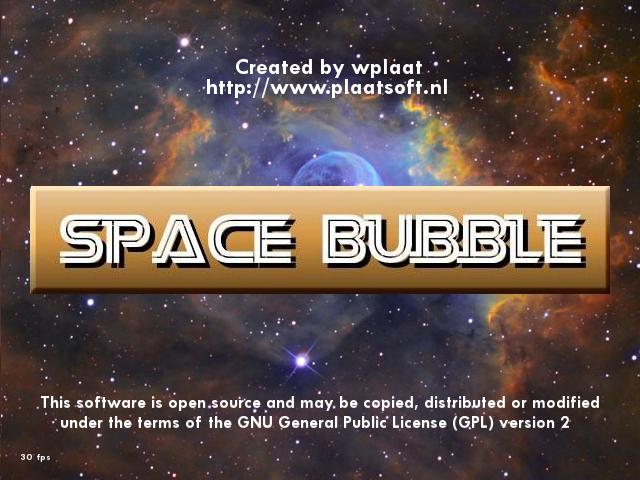 Created by wplaat
http://www.plaatsoft.nl
SPACE BUBBLE
This software is open source and may be copied, distributed or modified
under the terms of the GNU General Public License (GPL) version 2
30 fps